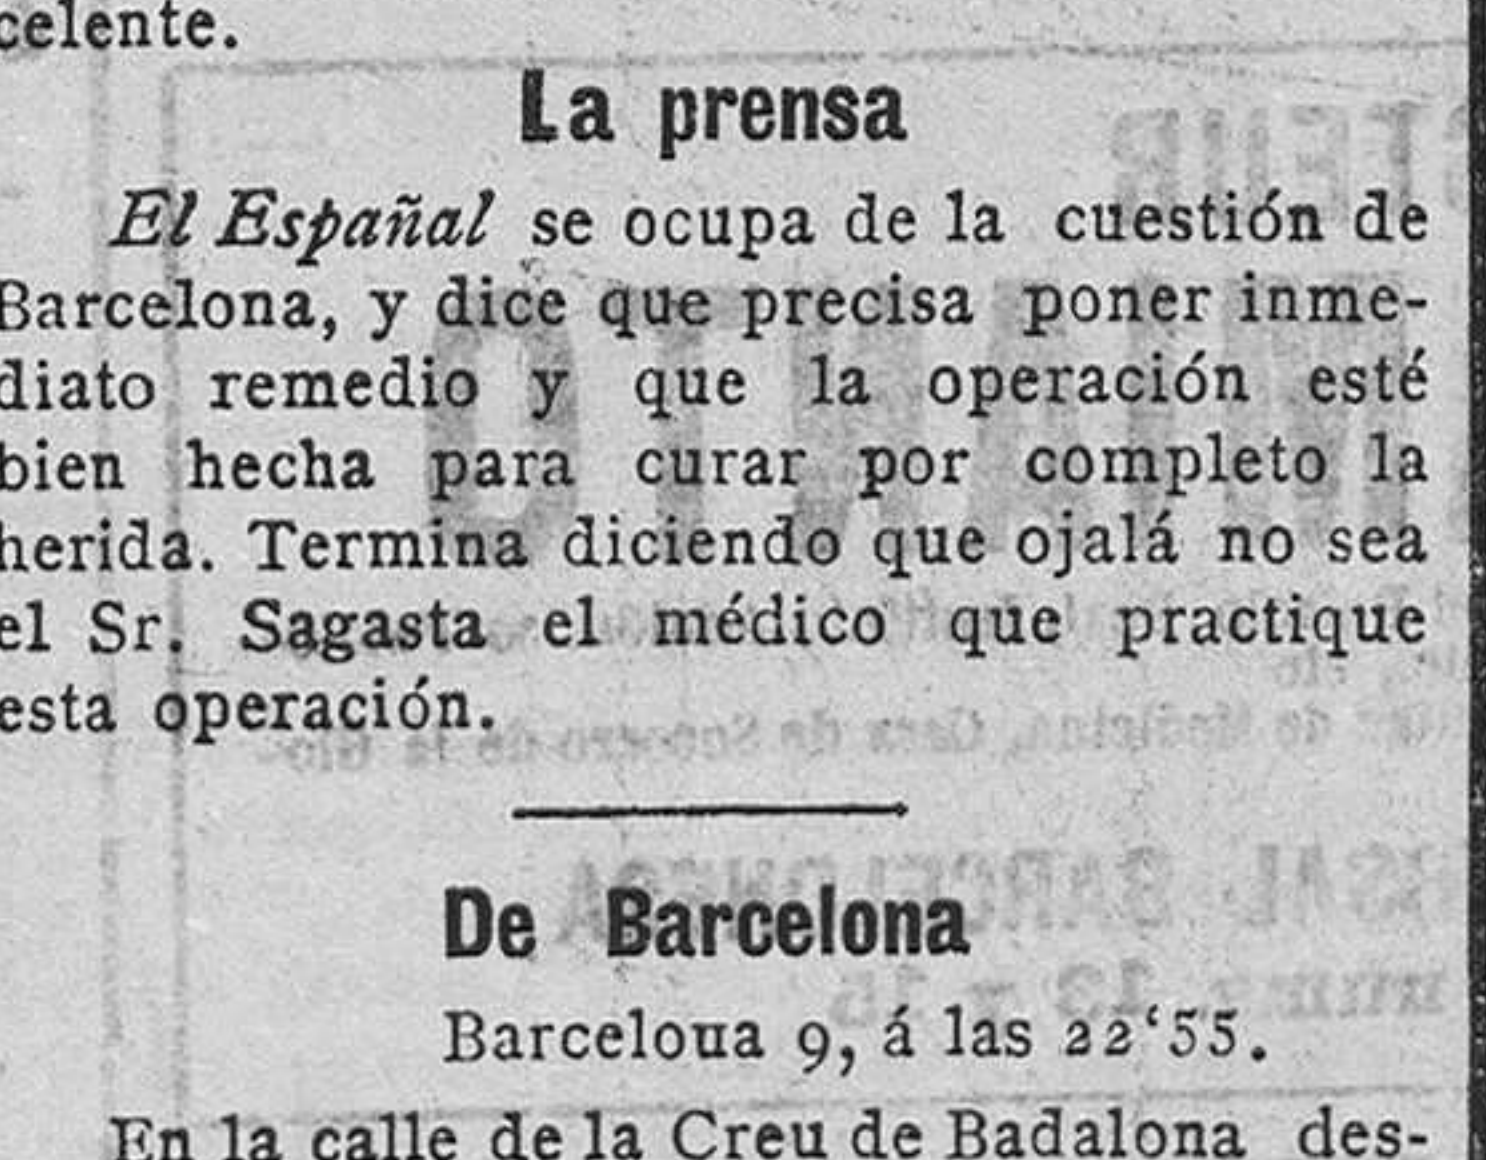 celente.
La prensa
El Españal se ocupa de la cuestión de
Barcelona, y dice que precisa poner inme-
diato remedio y que la operación esté
bien hecha para curar por completo la
herida. Termina diciendo que ojalá no sea
el Sr. Sagasta el médico que practique
esta operación.
De Barcelona
Barceloua 9, á las 22‘55.
En la calle de la Creu de Badalona des-